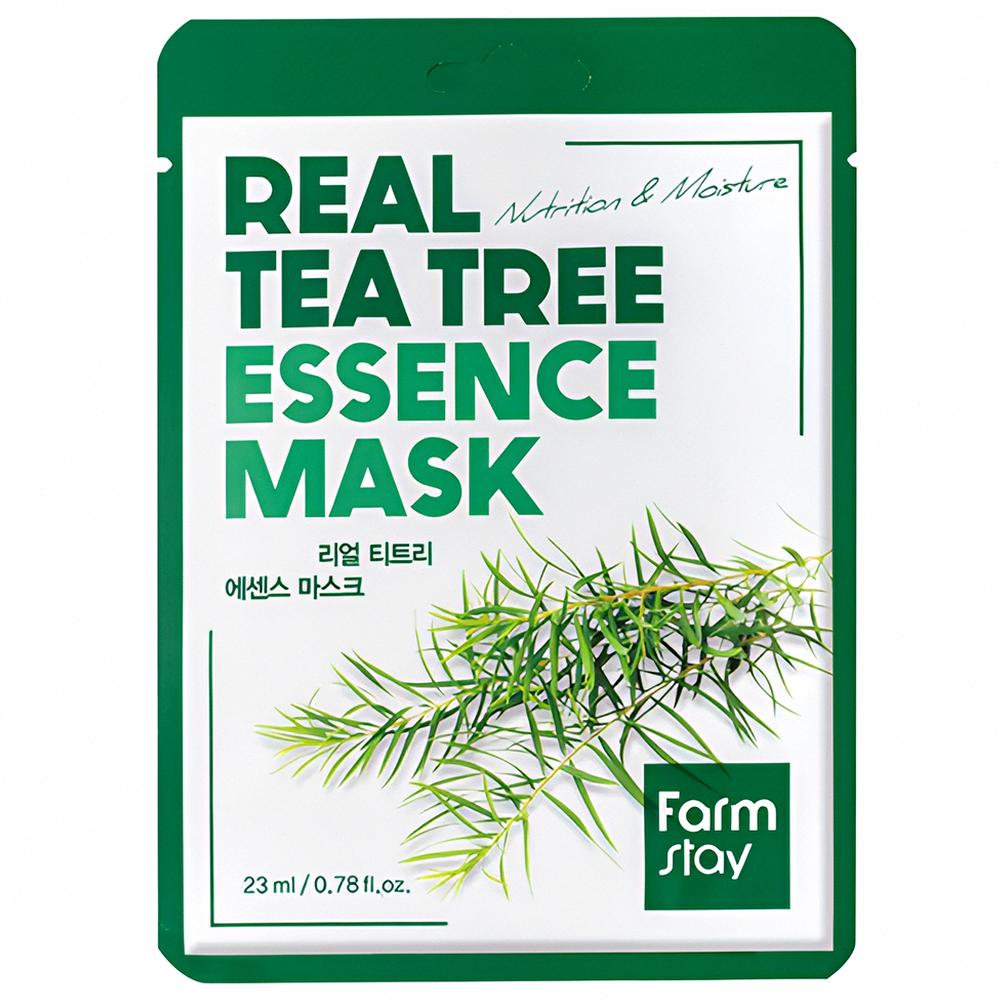 REAL
Nutrition & Moisture
TEA TREE
ESSENCE
MASK
리얼 티트리
에센스 마스크
23 ml / 0.78 fl.oz.
Farm
stay